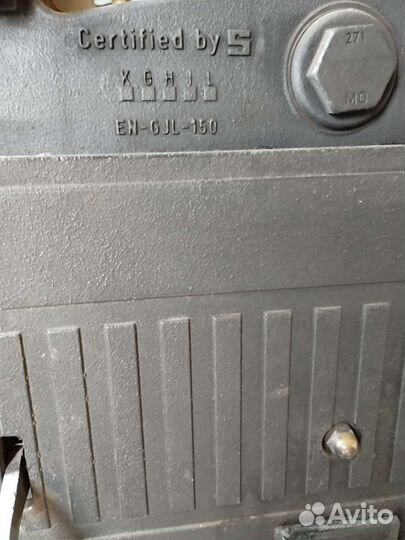 Certified by S
271
K G H J L
MO
EN-GJL-150
Avito